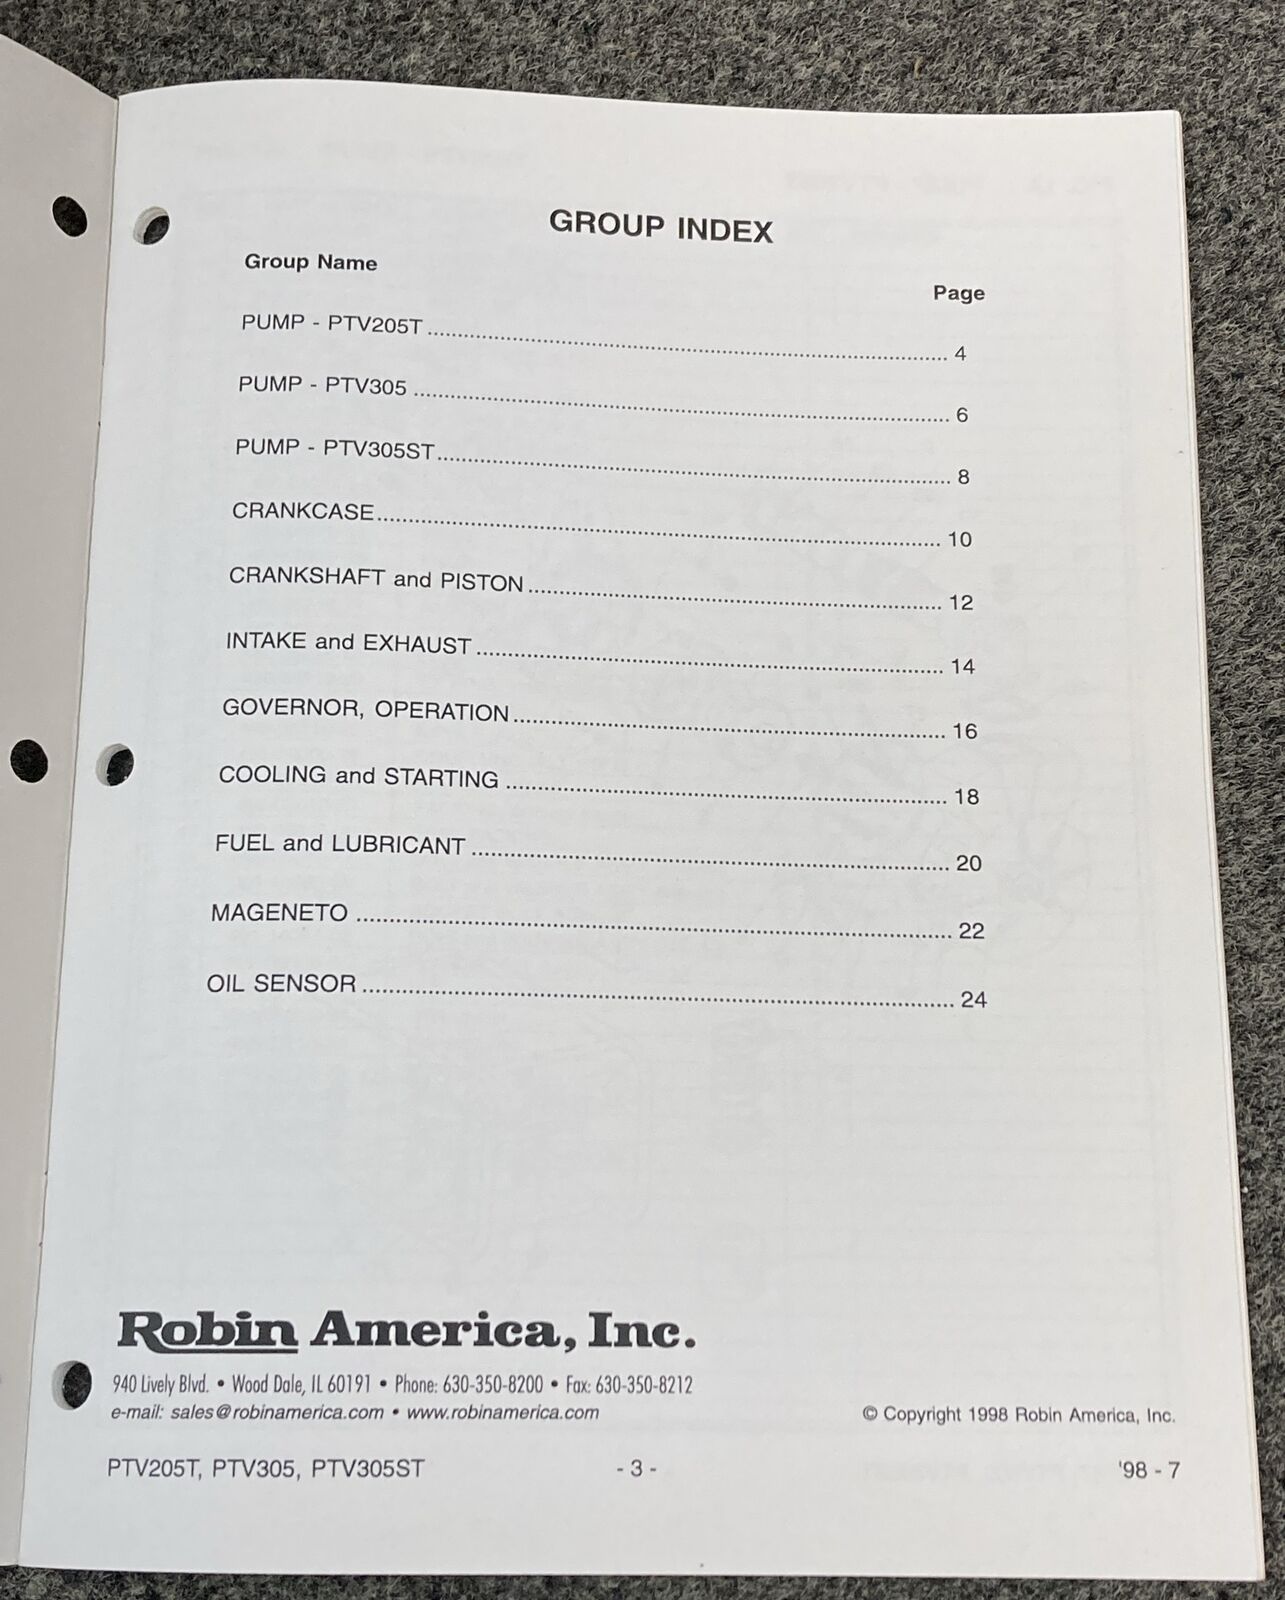 GROUP INDEX
Group Name
Page
PUMP - PTV205T ........................ 4
PUMP - PTV305 ........................ 6
PUMP - PTV305ST ........................ 8
CRANKCASE ........................ 10
CRANKSHAFT and PISTON ........................ 12
INTAKE and EXHAUST ........................ 14
GOVERNOR, OPERATION ........................ 16
COOLING and STARTING ........................ 18
FUEL and LUBRICANT ........................ 20
MAGENETO ........................ 22
OIL SENSOR ........................ 24
Robin America, Inc.
940 Lively Blvd. • Wood Dale, IL 60191 • Phone: 630-350-8200 • Fax: 630-350-8212
e-mail: sales@robinamerica.com • www.robinamerica.com
© Copyright 1998 Robin America, Inc.
PTV205T, PTV305, PTV305ST - 3 - '98 - 7